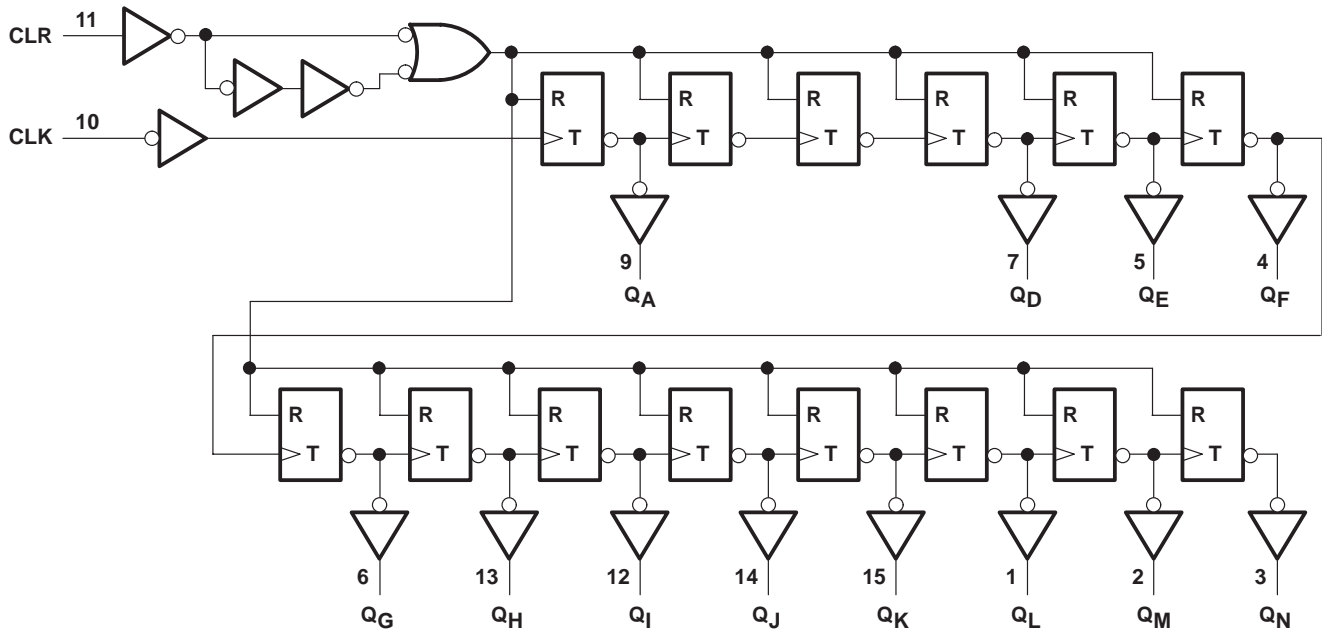 CLR 11
CLK 10
R R R R R R
T T T T T T
9 7 5 4
QA QD QE QF
R R R R R R R R
T T T T T T T T
6 13 12 14 15 1 2 3
QG QH QI QJ QK QL QM QN